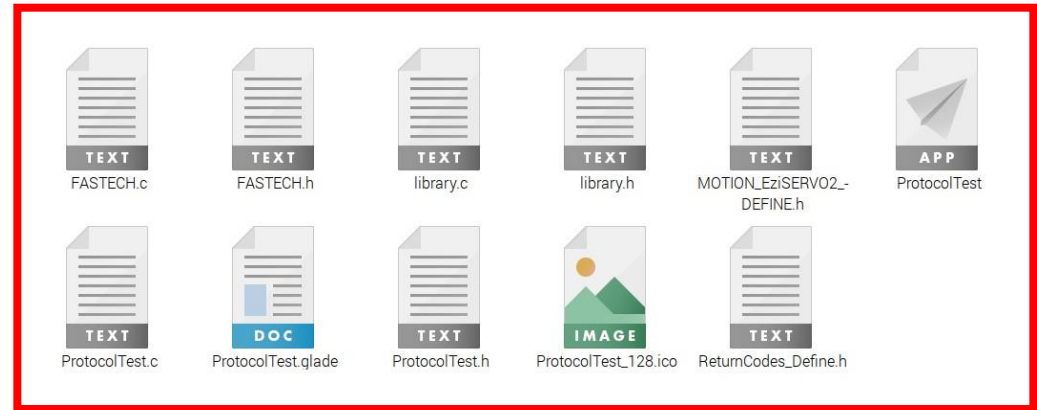 TEXT TEXT TEXT TEXT TEXT APP
FASTECH.c FASTECH.h library.c library.h MOTION_EziSERVO2_- ProtocolTest
DEFINE.h
TEXT DOC TEXT IMAGE TEXT
ProtocolTest.c ProtocolTest.glade ProtocolTest.h ProtocolTest_128.ico ReturnCodes_Define.h